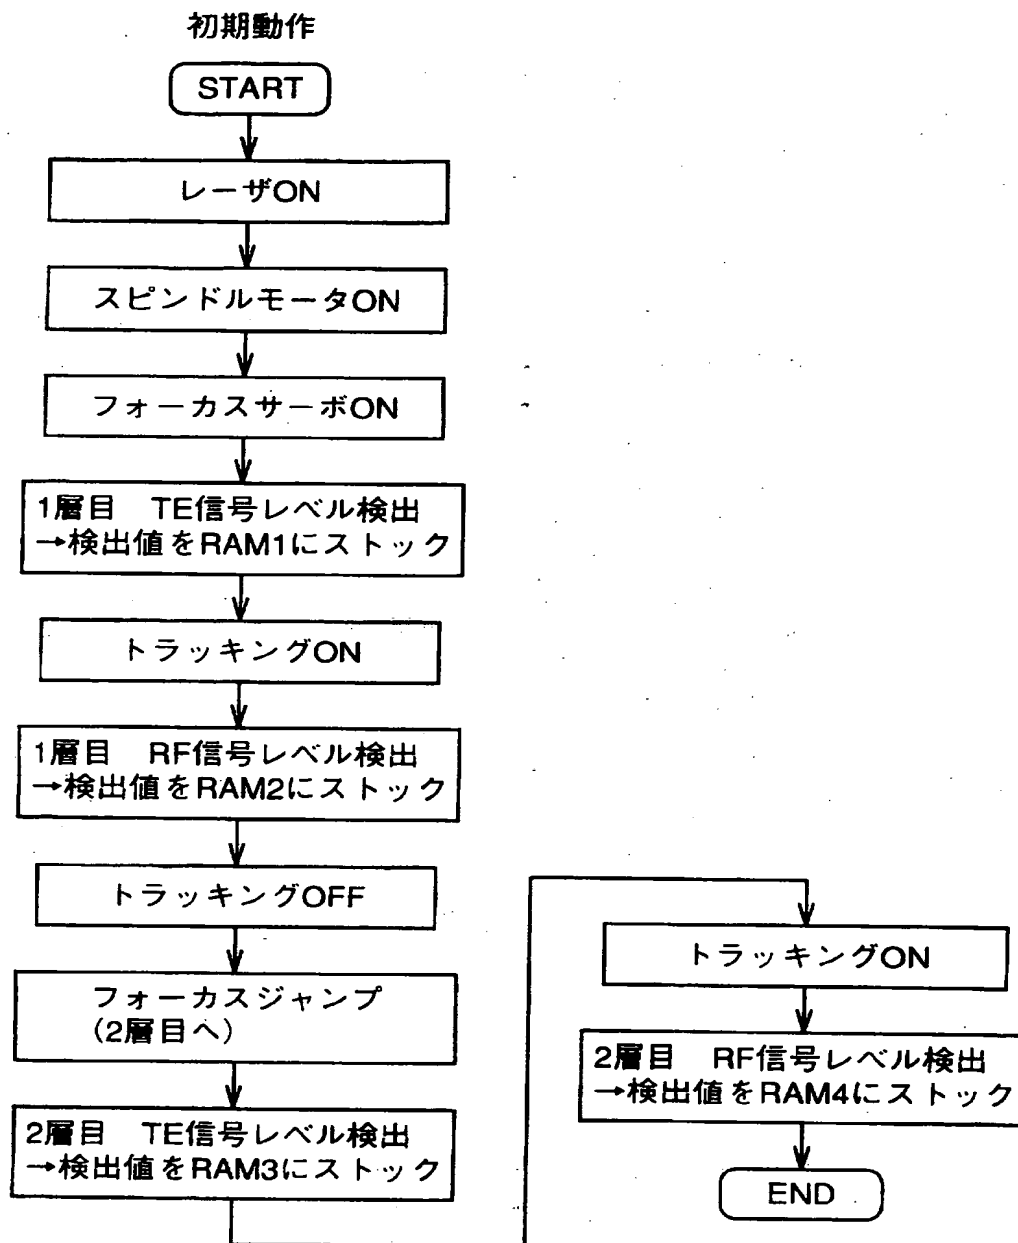 初期動作
START
レーザON
スピンドルモータON
フォーカスサーボON
1層目 TE信号レベル検出
→検出値をRAM1にストック
トラッキングON
1層目 RF信号レベル検出
→検出値をRAM2にストック
トラッキングOFF
フォーカスジャンプ
(2層目へ)
2層目 TE信号レベル検出
→検出値をRAM3にストック
トラッキングON
2層目 RF信号レベル検出
→検出値をRAM4にストック
END